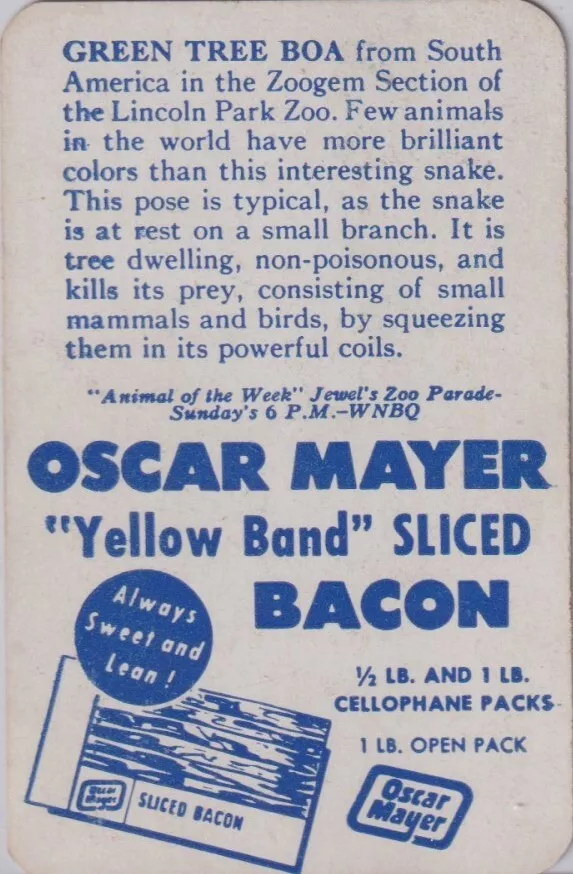 GREEN TREE BOA from South
America in the Zoogem Section of
the Lincoln Park Zoo. Few animals
in the world have more brilliant
colors than this interesting snake.
This pose is typical, as the snake
is at rest on a small branch. It is
tree dwelling, non-poisonous, and
kills its prey, consisting of small
mammals and birds, by squeezing
them in its powerful coils.
"Animal of the Week" Jewel's Zoo Parade-
Sunday's 6 P.M.-WNBQ
OSCAR MAYER
"Yellow Band" SLICED
BACON
Always
Sweet and
Lean!
½ LB. AND 1 LB.
CELLOPHANE PACKS
1 LB. OPEN PACK
Oscar
Mayer
SLICED BACON
Oscar
Mayer